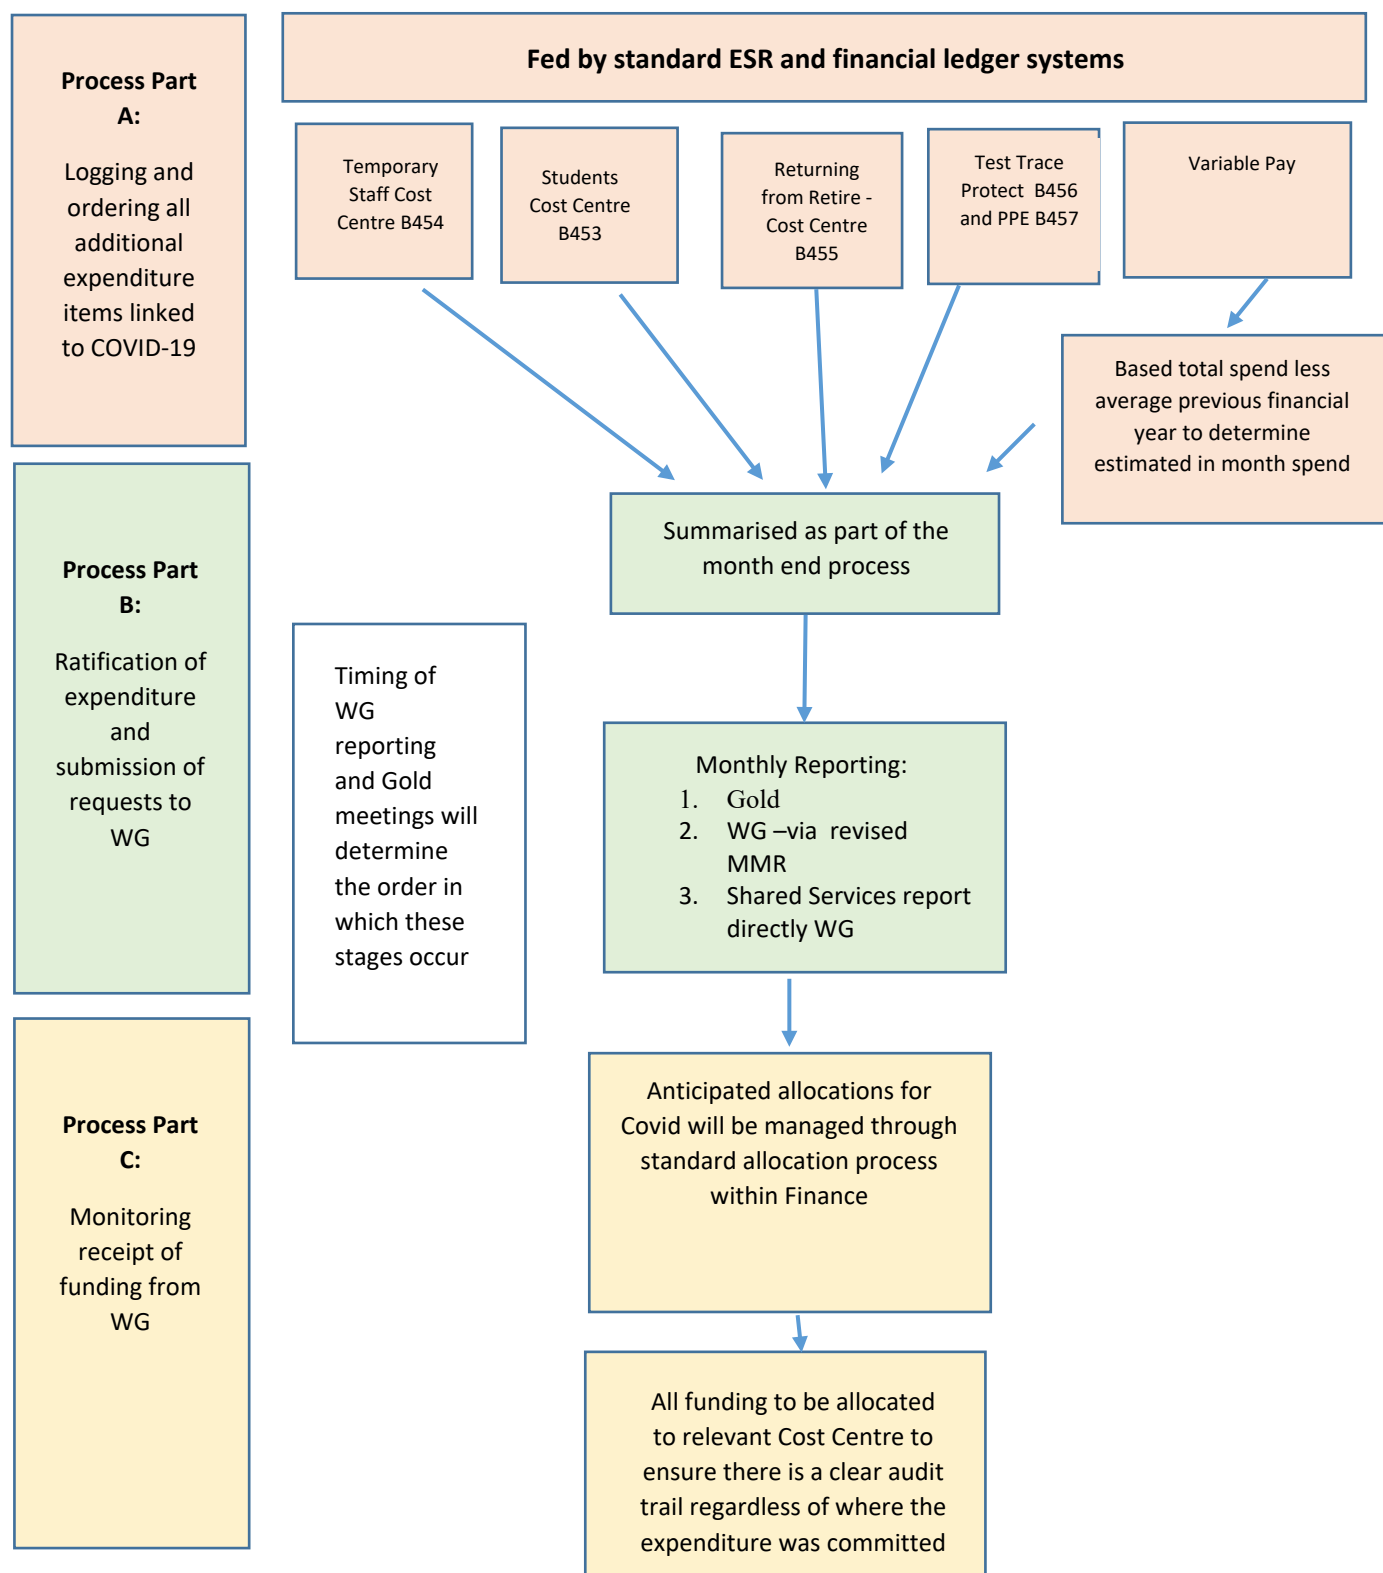 Process Part
A:
Logging and
ordering all
additional
expenditure
items linked
to COVID-19
Fed by standard ESR and financial ledger systems
Temporary
Staff Cost
Centre B454
Students
Cost Centre
B453
Returning
from Retire -
Cost Centre
B455
Test Trace
Protect  B456
and PPE B457
Variable Pay
Based total spend less
average previous financial
year to determine
estimated in month spend
Process Part
B:
Ratification of
expenditure
and
submission of
requests to
WG
Summarised as part of the
month end process
Timing of
WG
reporting
and Gold
meetings will
determine
the order in
which these
stages occur
Monthly Reporting:
1. Gold
2. WG –via  revised
MMR
3. Shared Services report
directly WG
Process Part
C:
Monitoring
receipt of
funding from
WG
Anticipated allocations for
Covid will be managed through
standard allocation process
within Finance
All funding to be allocated
to relevant Cost Centre to
ensure there is a clear audit
trail regardless of where the
expenditure was committed